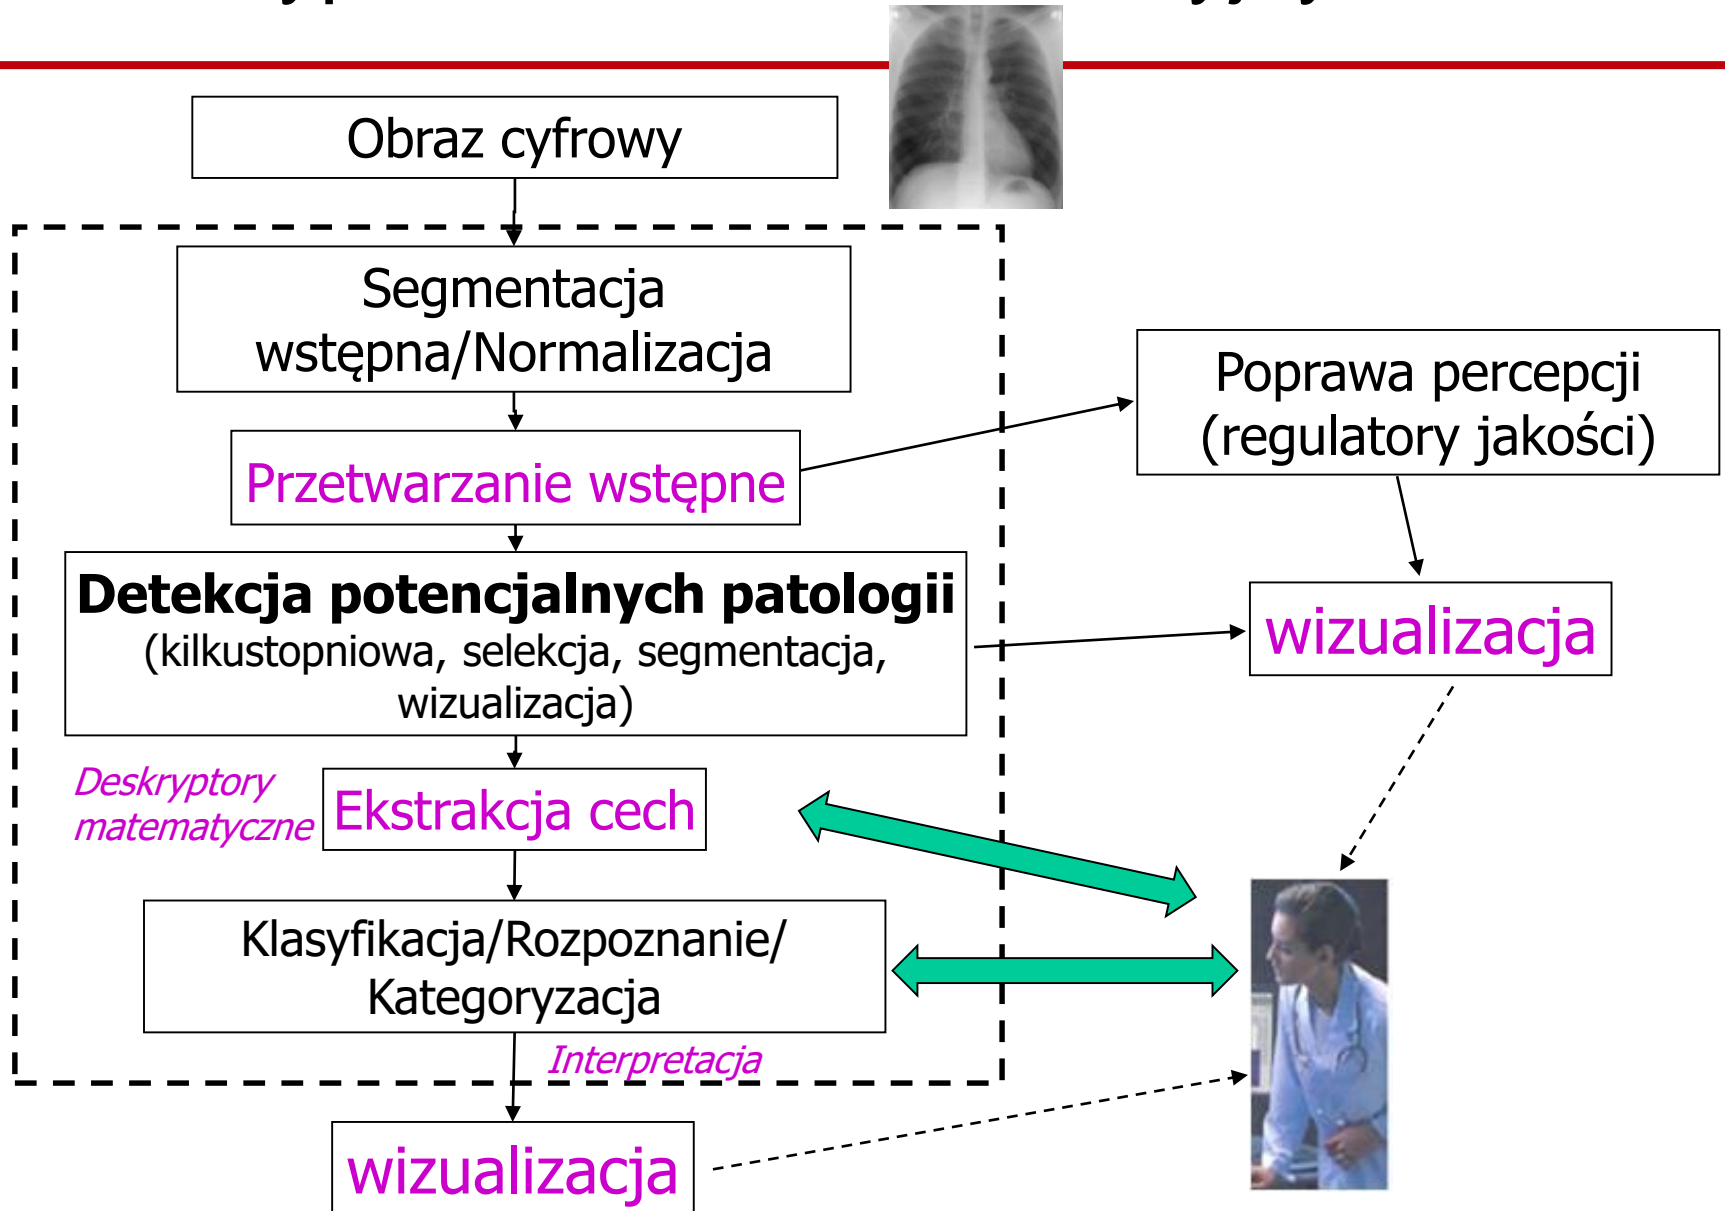 Obraz cyfrowy
Segmentacja
wstępna/Normalizacja
Przetwarzanie wstępne
Detekcja potencjalnych patologii
(kilkustopniowa, selekcja, segmentacja,
wizualizacja)
Deskryptory
matematyczne
Ekstrakcja cech
Klasyfikacja/Rozpoznanie/
Kategoryzacja
Interpretacja
wizualizacja
Poprawa percepcji
(regulatory jakości)
wizualizacja